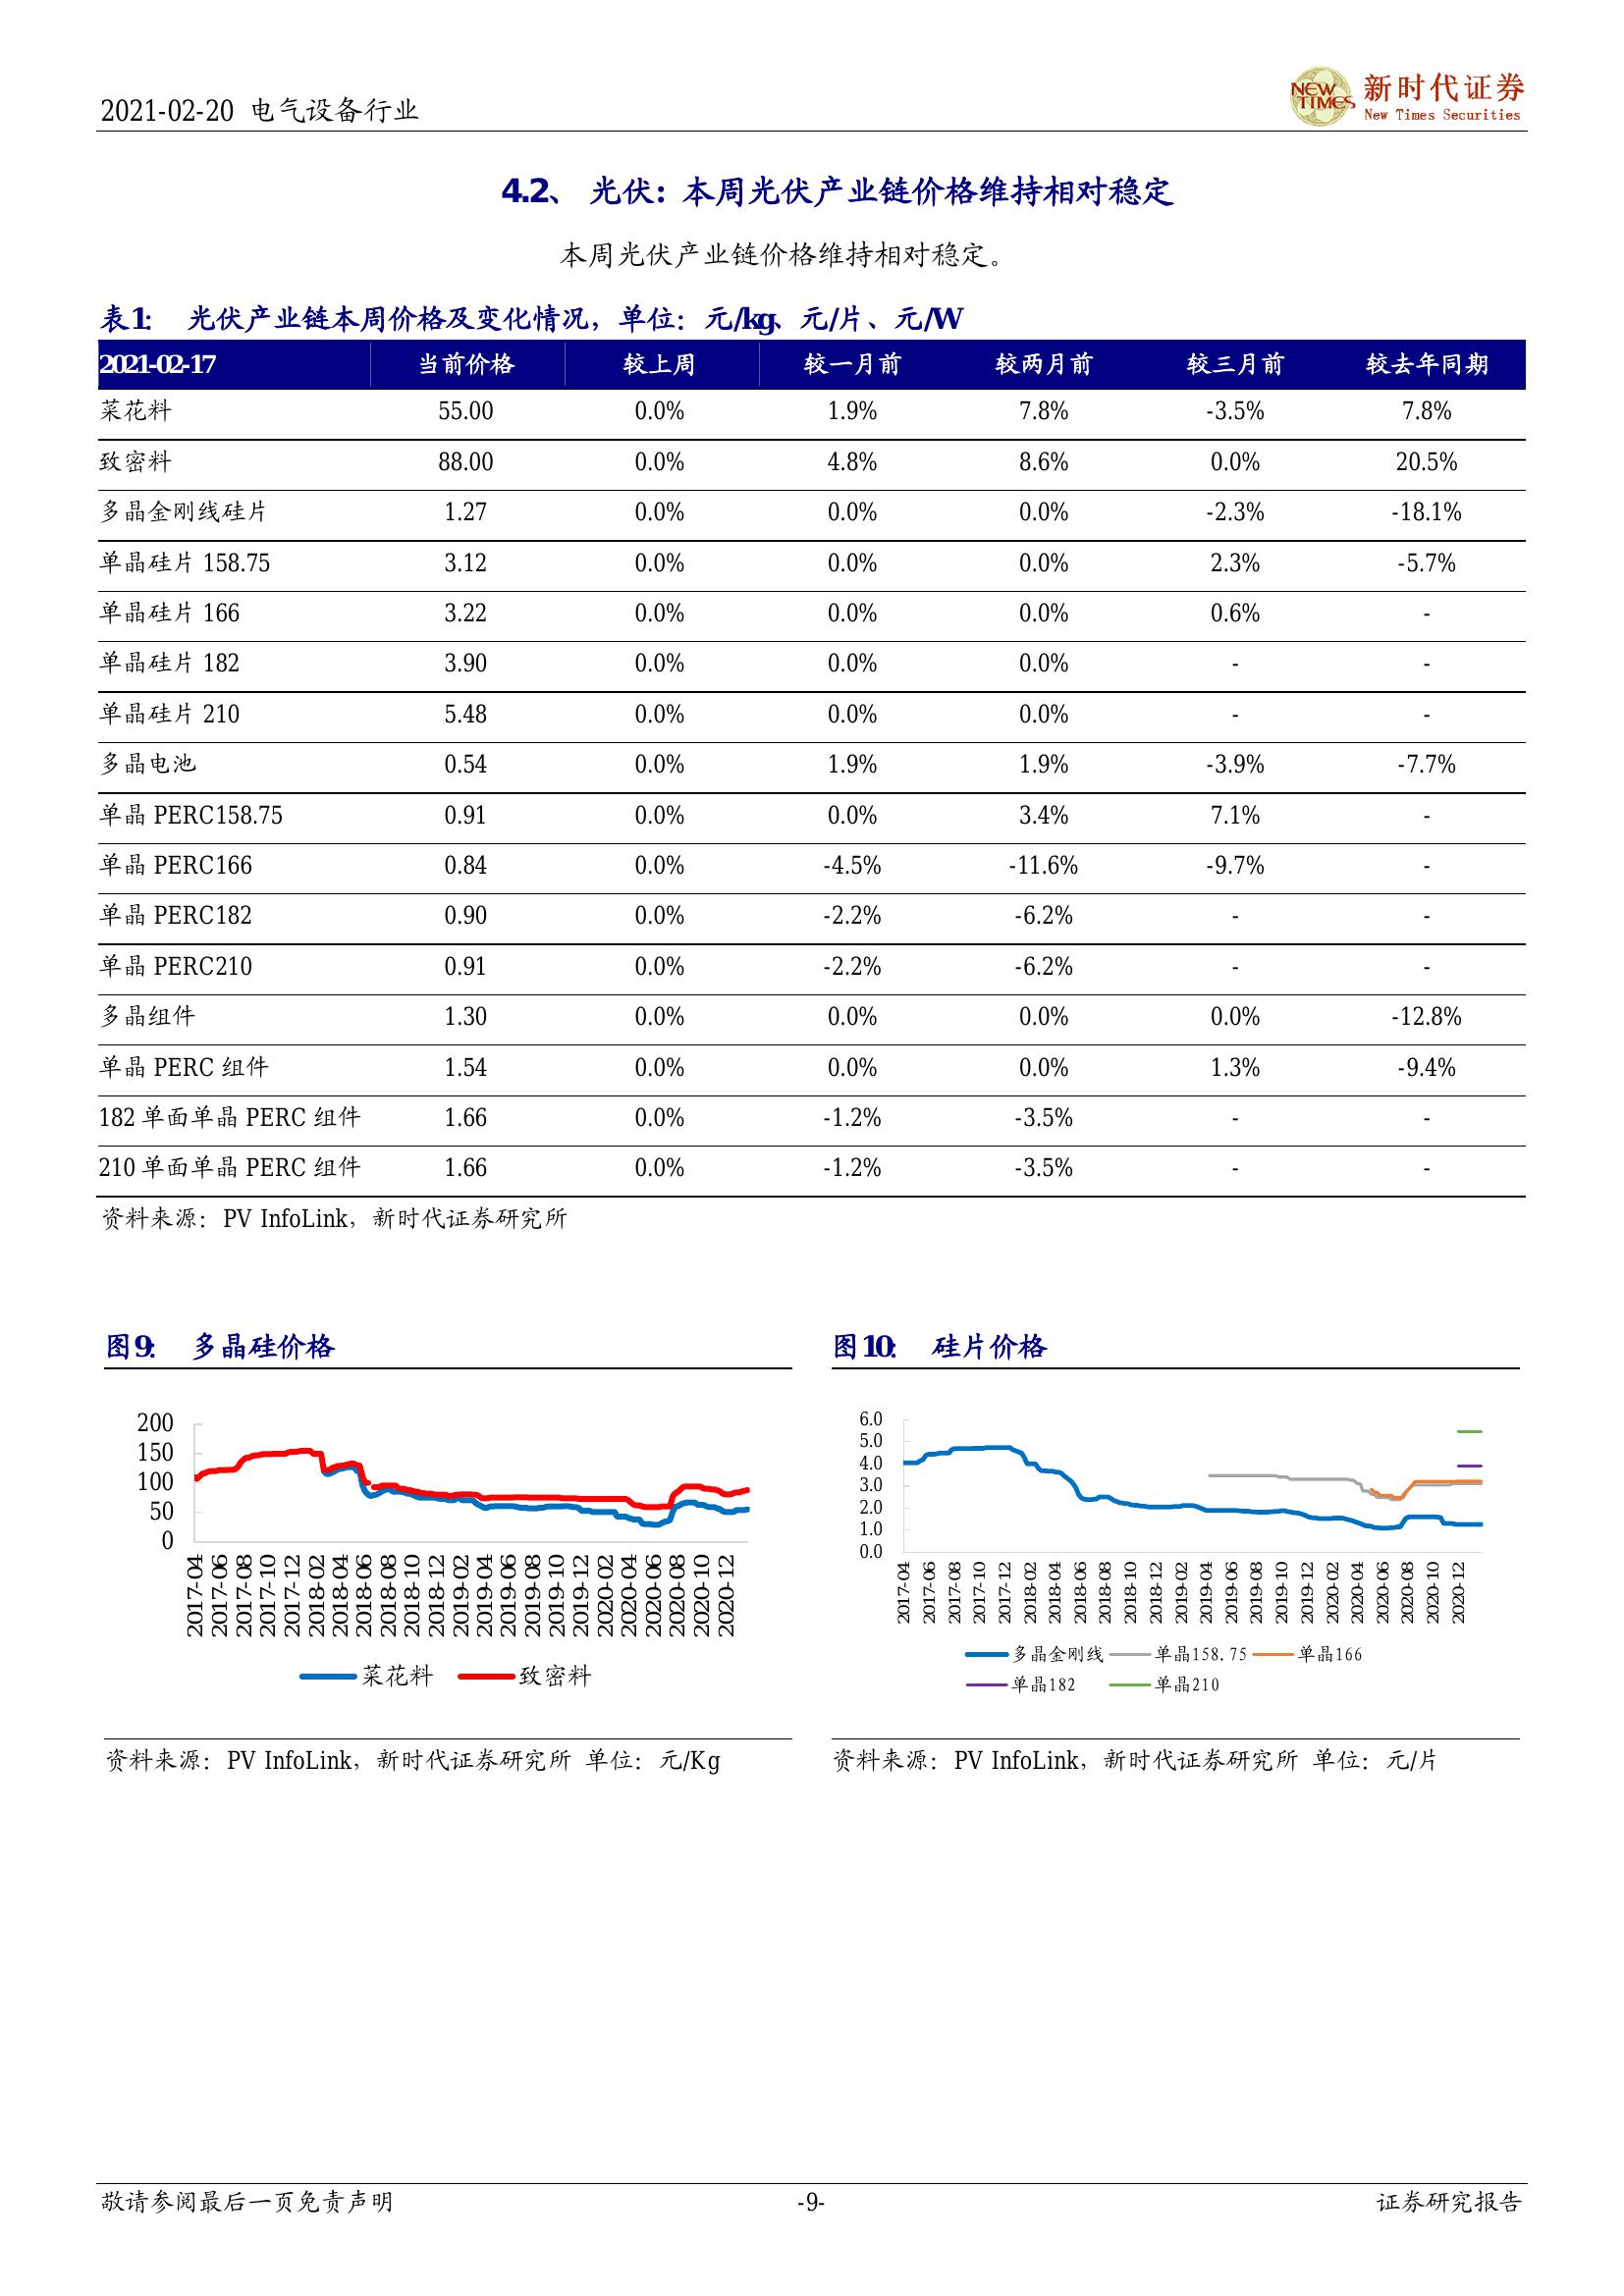 2021-02-20 电气设备行业
NEW TIMES 新时代证券
New Times Securities
4.2、 光伏：本周光伏产业链价格维持相对稳定
本周光伏产业链价格维持相对稳定。
表1： 光伏产业链本周价格及变化情况，单位：元/kg、元/片、元/W
2021-02-17 当前价格 较上周 较一月前 较两月前 较三月前 较去年同期
菜花料 55.00 0.0% 1.9% 7.8% -3.5% 7.8%
致密料 88.00 0.0% 4.8% 8.6% 0.0% 20.5%
多晶金刚线硅片 1.27 0.0% 0.0% 0.0% -2.3% -18.1%
单晶硅片 158.75 3.12 0.0% 0.0% 0.0% 2.3% -5.7%
单晶硅片 166 3.22 0.0% 0.0% 0.0% 0.6% -
单晶硅片 182 3.90 0.0% 0.0% 0.0% - -
单晶硅片 210 5.48 0.0% 0.0% 0.0% - -
多晶电池 0.54 0.0% 1.9% 1.9% -3.9% -7.7%
单晶 PERC158.75 0.91 0.0% 0.0% 3.4% 7.1% -
单晶 PERC166 0.84 0.0% -4.5% -11.6% -9.7% -
单晶 PERC182 0.90 0.0% -2.2% -6.2% - -
单晶 PERC210 0.91 0.0% -2.2% -6.2% - -
多晶组件 1.30 0.0% 0.0% 0.0% 0.0% -12.8%
单晶 PERC 组件 1.54 0.0% 0.0% 0.0% 1.3% -9.4%
182 单面单晶 PERC 组件 1.66 0.0% -1.2% -3.5% - -
210 单面单晶 PERC 组件 1.66 0.0% -1.2% -3.5% - -
资料来源：PV InfoLink，新时代证券研究所
图9： 多晶硅价格
200
150
100
50
0
2017-04 2017-06 2017-08 2017-10 2017-12 2018-02 2018-04 2018-06 2018-08 2018-10 2018-12 2019-02 2019-04 2019-06 2019-08 2019-10 2019-12 2020-02 2020-04 2020-06 2020-08 2020-10 2020-12
菜花料 致密料
资料来源：PV InfoLink，新时代证券研究所 单位：元/Kg
图10： 硅片价格
6.0
5.0
4.0
3.0
2.0
1.0
0.0
2017-04 2017-06 2017-08 2017-10 2017-12 2018-02 2018-04 2018-06 2018-08 2018-10 2018-12 2019-02 2019-04 2019-06 2019-08 2019-10 2019-12 2020-02 2020-04 2020-06 2020-08 2020-10 2020-12
多晶金刚线 单晶158.75 单晶166
单晶182 单晶210
资料来源：PV InfoLink，新时代证券研究所 单位：元/片
敬请参阅最后一页免责声明 -9- 证券研究报告